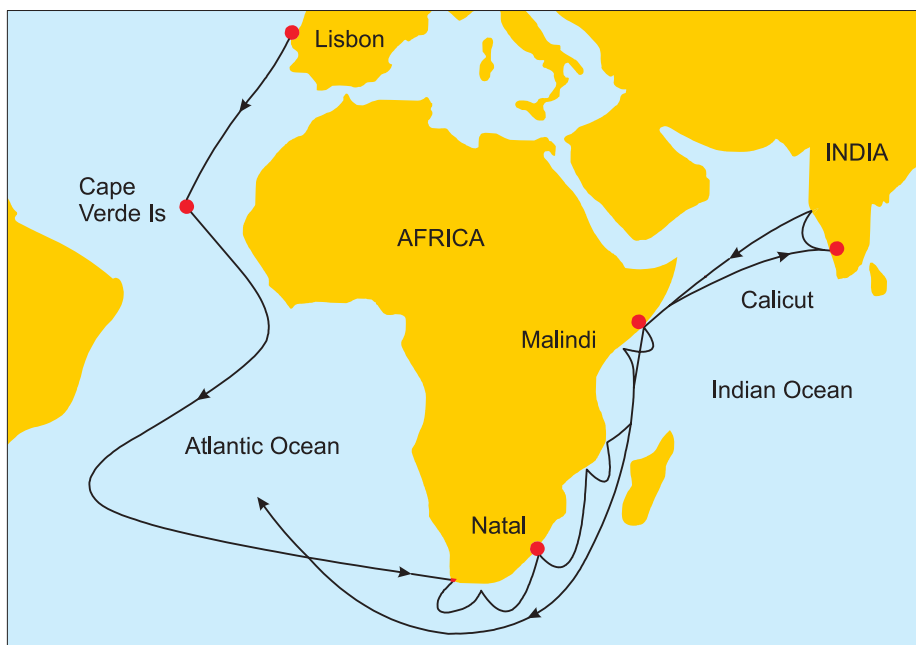 Lisbon
INDIA
Cape
Verde Is
AFRICA
Calicut
Malindi
Indian Ocean
Atlantic Ocean
Natal